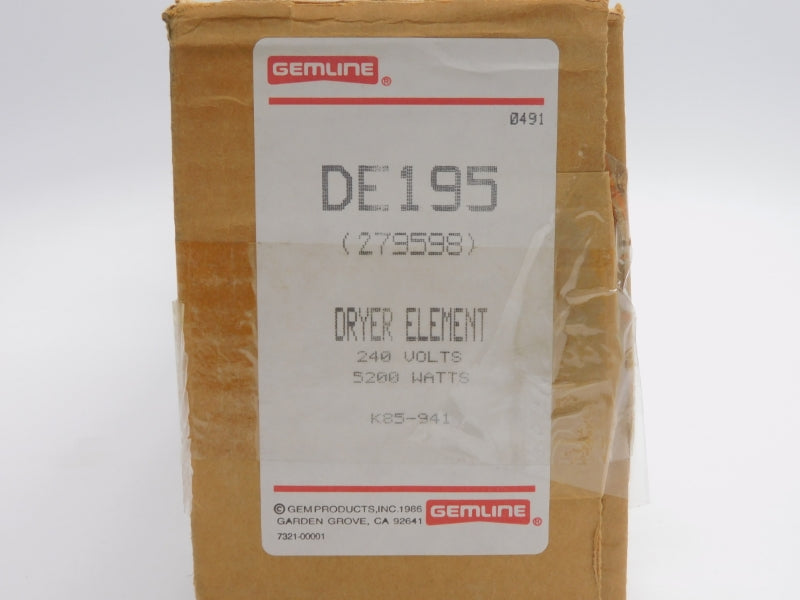 GEMLINE®
0491
DE195
(279598)
DRYER ELEMENT
240 VOLTS
5200 WATTS
K85-941
© GEM PRODUCTS, INC. 1986
GARDEN GROVE, CA 92641
GEMLINE®
7321-00001